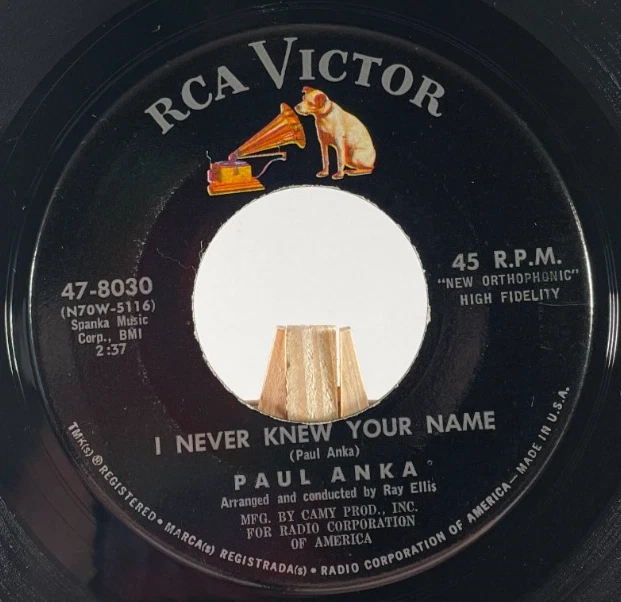 RCA VICTOR
47-8030
(N70W-5116)
Spanka Music
Corp., BMI
2:37
45 R.P.M.
"NEW ORTHOPHONIC"
HIGH FIDELITY
I NEVER KNEW YOUR NAME
(Paul Anka)
PAUL ANKA
Arranged and conducted by Ray Ellis
MFG. BY CAMY PROD., INC.
FOR RADIO CORPORATION
OF AMERICA
TMK(s) ® REGISTERED • MARCA(s) REGISTRADA(s) • RADIO CORPORATION OF AMERICA—MADE IN U.S.A.